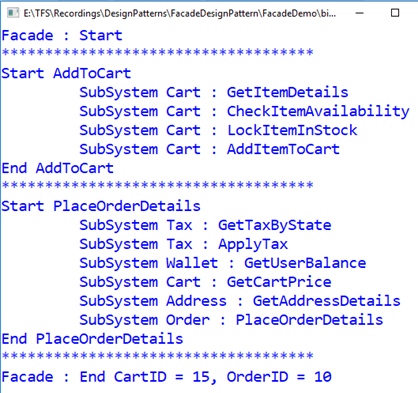 E:\TFS\Recordings\DesignPatterns\FacadeDesignPattern\FacadeDemo\bi...
Facade : Start
************************************
Start AddToCart
SubSystem Cart : GetItemDetails
SubSystem Cart : CheckItemAvailability
SubSystem Cart : LockItemInStock
SubSystem Cart : AddItemToCart
End AddToCart
************************************
Start PlaceOrderDetails
SubSystem Tax : GetTaxByState
SubSystem Tax : ApplyTax
SubSystem Wallet : GetUserBalance
SubSystem Cart : GetCartPrice
SubSystem Address : GetAddressDetails
SubSystem Order : PlaceOrderDetails
End PlaceOrderDetails
************************************
Facade : End CartID = 15, OrderID = 10